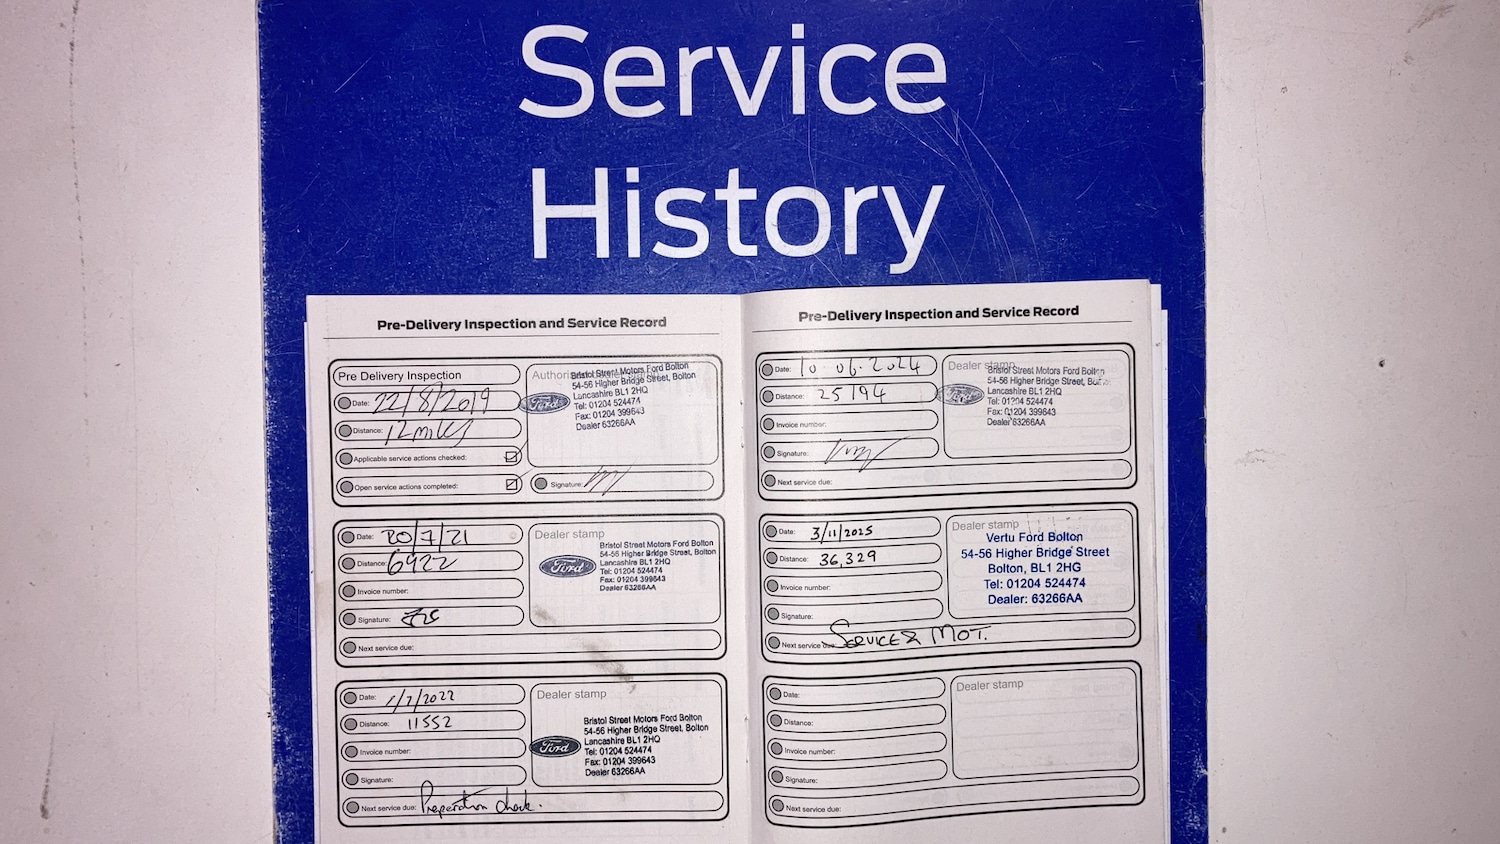 Service
History
Pre-Delivery Inspection and Service Record
Pre Delivery Inspection
Date: 22/8/2019
Distance: 12 miles
Applicable service actions checked:
Open service actions completed:
Bristol Street Motors Ford Bolton
54-56 Higher Bridge Street, Bolton
Lancashire BL1 2HQ
Tel: 01204 524474
Fax: 01204 399643
Dealer 63266AA
Ford
Signature:
Date: 20/7/21
Distance: 6922
Invoice number:
Signature:
Next service due:
Dealer stamp
Ford
Bristol Street Motors Ford Bolton
54-56 Higher Bridge Street, Bolton
Lancashire BL1 2HQ
Tel: 01204 524474
Fax: 01204 399643
Dealer 63266AA
Date: 1/7/2022
Distance: 11552
Invoice number:
Signature:
Next service due: Preparation check.
Dealer stamp
Ford
Bristol Street Motors Ford Bolton
54-56 Higher Bridge Street, Bolton
Lancashire BL1 2HQ
Tel: 01204 524474
Fax: 01204 399643
Dealer 63266AA
Pre-Delivery Inspection and Service Record
Date: 10.06.2024
Distance: 25194
Invoice number:
Signature:
Next service due:
Dealer stamp
Ford
Bristol Street Motors Ford Bolton
54-56 Higher Bridge Street,
Lancashire BL1 2HQ
Tel: 01204 524474
Fax: 01204 399643
Dealer 63266AA
Date: 3/11/2025
Distance: 36,329
Invoice number:
Signature:
Next service due: SERVICE & MOT.
Dealer stamp
Vertu Ford Bolton
54-56 Higher Bridge Street
Bolton, BL1 2HG
Tel: 01204 524474
Dealer: 63266AA
Date:
Distance:
Invoice number:
Signature:
Next service due:
Dealer stamp